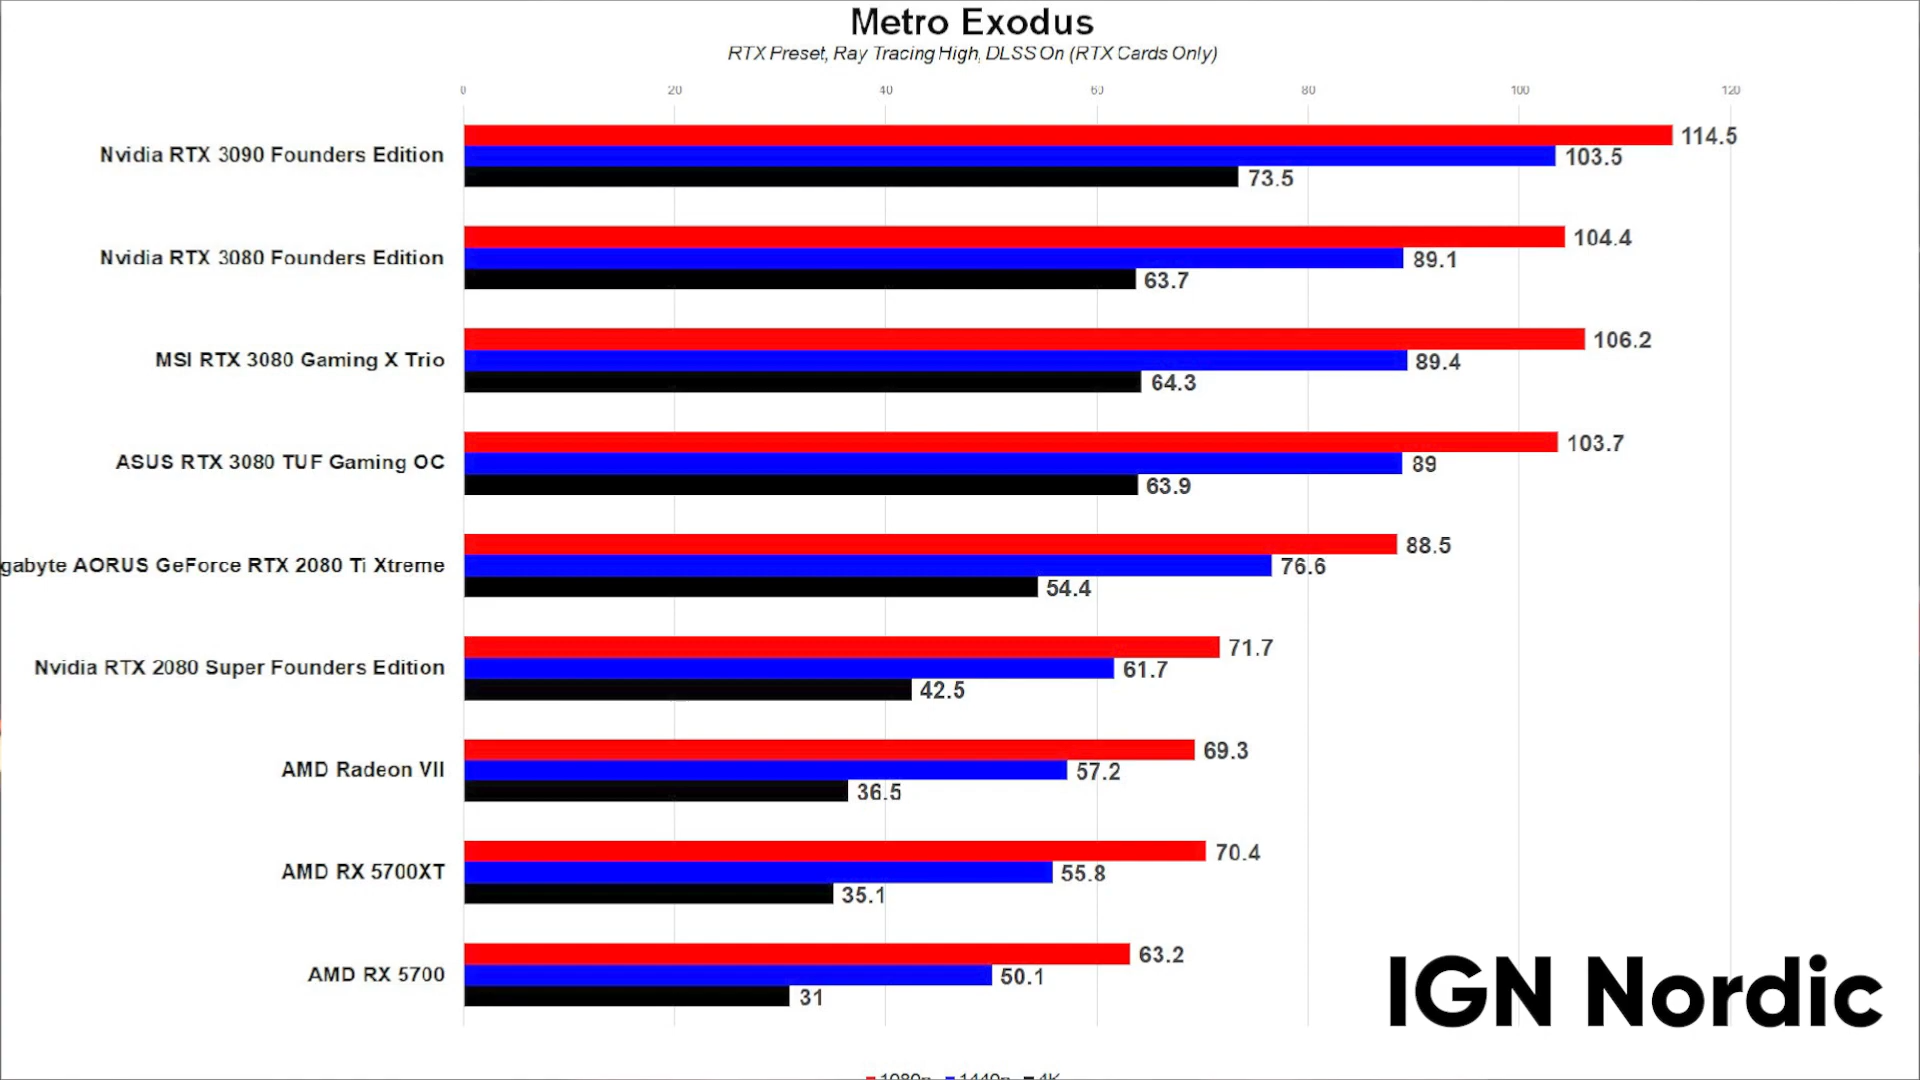 Metro Exodus
RTX Preset, Ray Tracing High, DLSS On (RTX Cards Only)
0 20 40 60 80 100 120
Nvidia RTX 3090 Founders Edition
114.5
103.5
73.5
Nvidia RTX 3080 Founders Edition
104.4
89.1
63.7
MSI RTX 3080 Gaming X Trio
106.2
89.4
64.3
ASUS RTX 3080 TUF Gaming OC
103.7
89
63.9
gabyte AORUS GeForce RTX 2080 Ti Xtreme
88.5
76.6
54.4
Nvidia RTX 2080 Super Founders Edition
71.7
61.7
42.5
AMD Radeon VII
69.3
57.2
36.5
AMD RX 5700XT
70.4
55.8
35.1
AMD RX 5700
63.2
50.1
31
IGN Nordic
1080p 1440p 4K